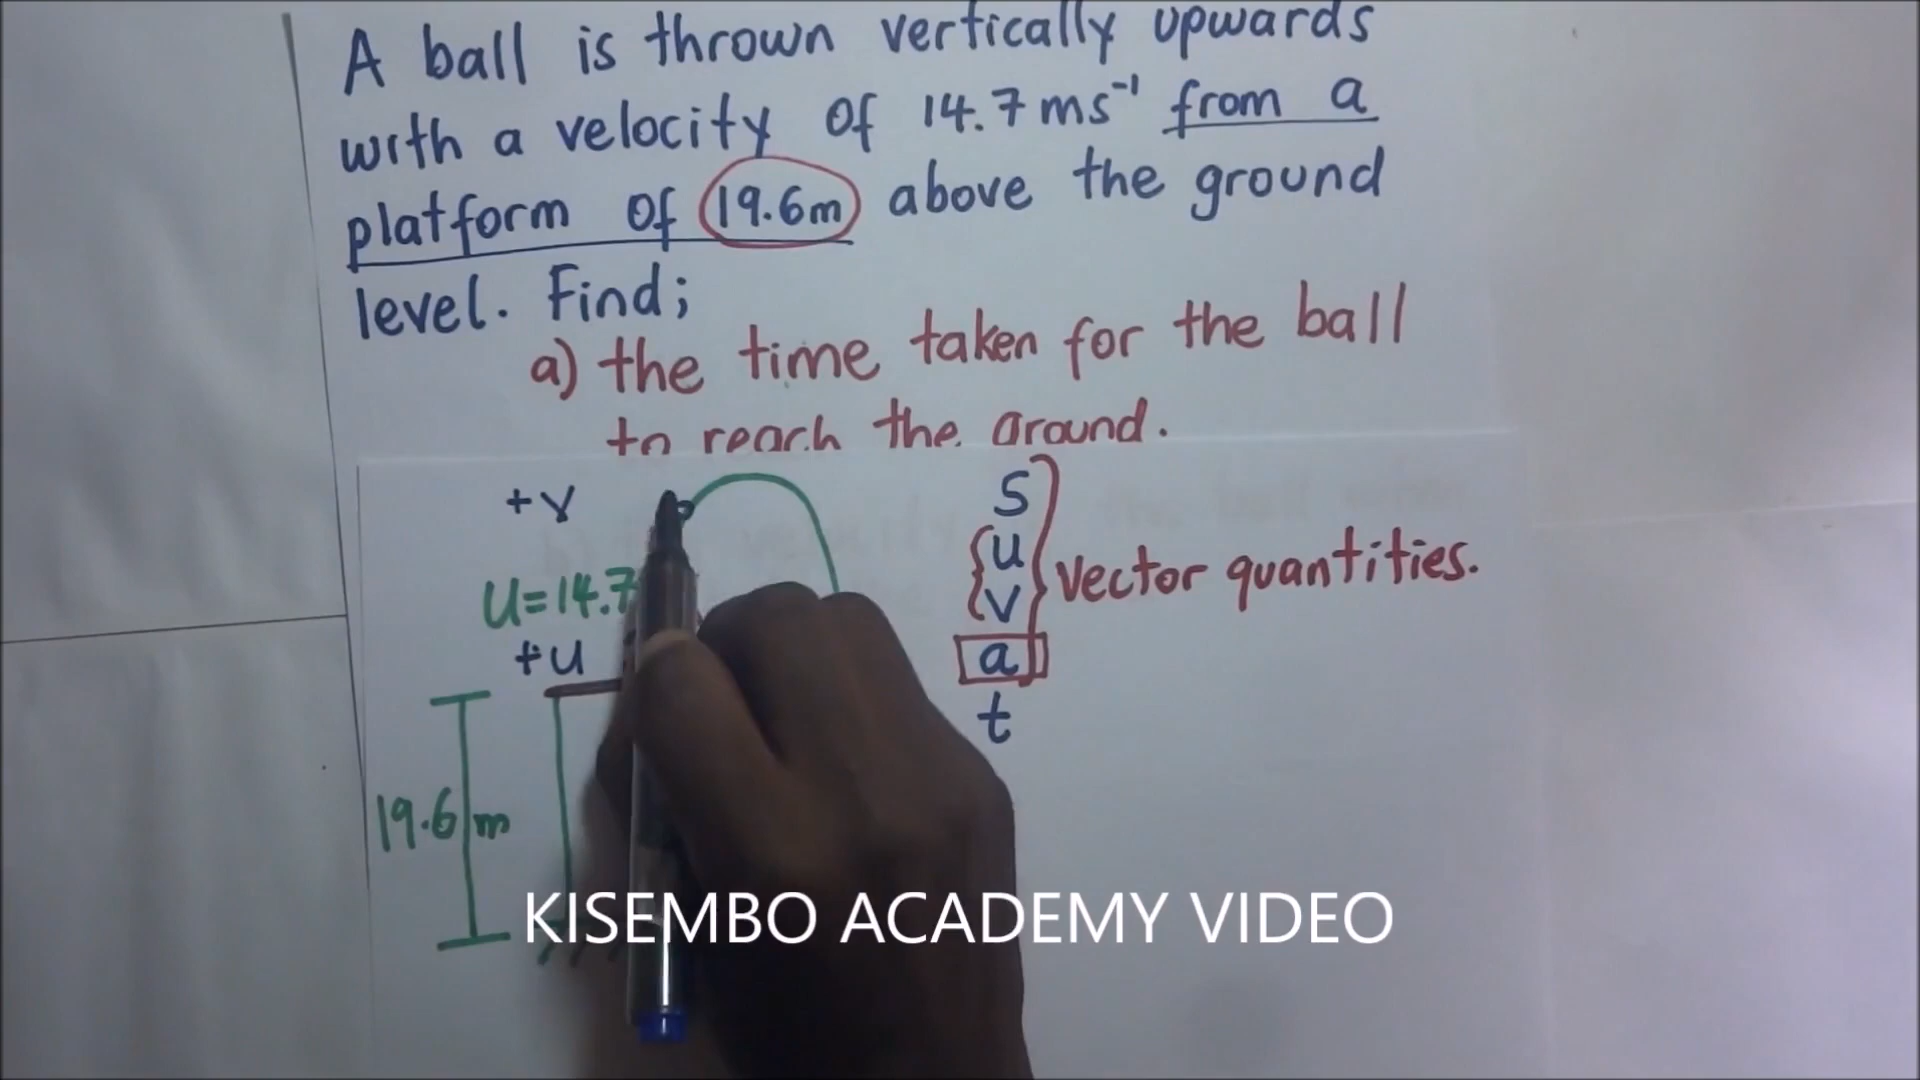 A ball is thrown vertically upwards
with a velocity of 14.7 ms⁻¹ from a
platform of 19.6m above the ground
level. Find;
a) the time taken for the ball
to reach the ground.
+v
u=14.7
+u
19.6m
s
u
v
a
t
vector quantities.
KISEMBO ACADEMY VIDEO